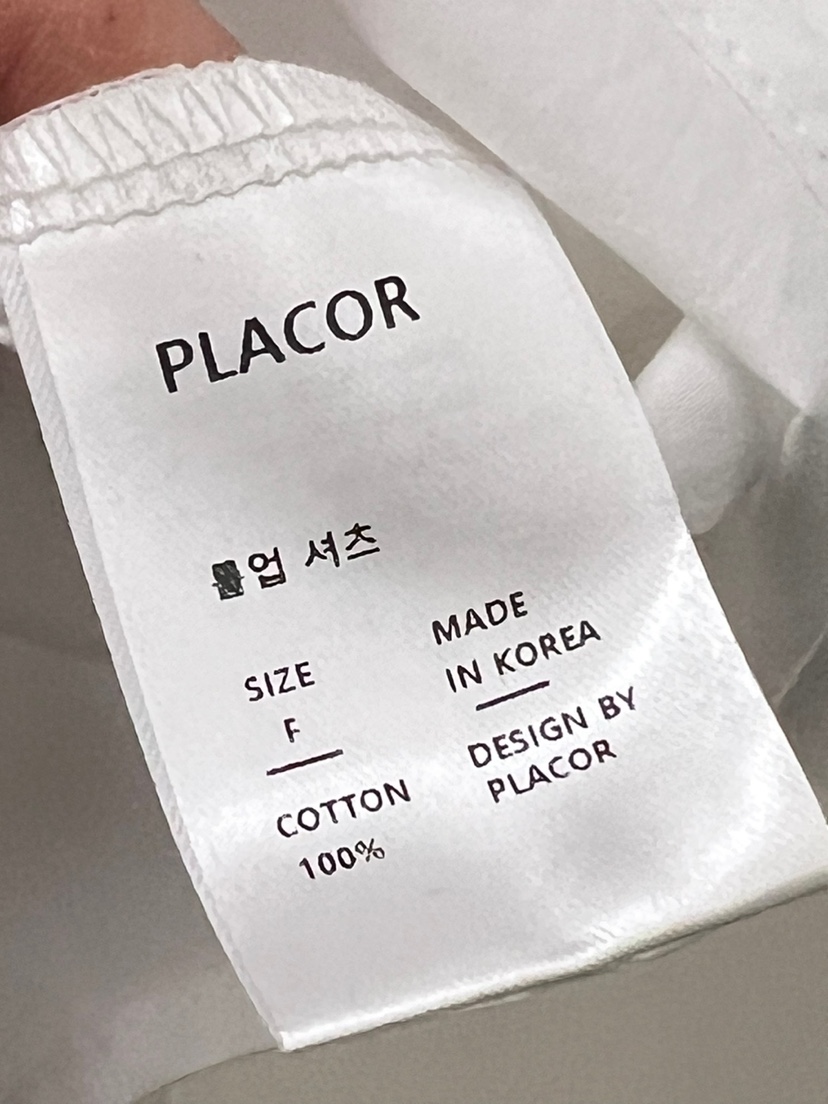 PLACOR
셔츠
SIZE
F
COTTON
100%
MADE
IN KOREA
DESIGN BY
PLACOR